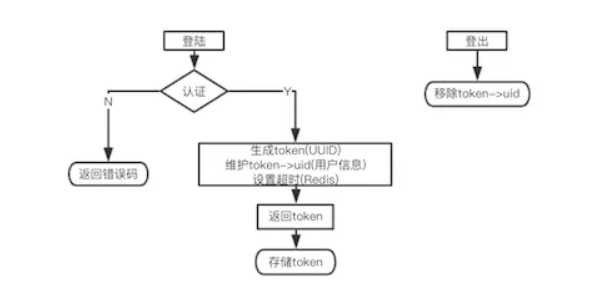 登陆
登出
认证
移除token->uid
N
Y
生成token(UUID)
维护token->uid(用户信息)
设置超时(Redis)
返回错误码
返回token
存储token